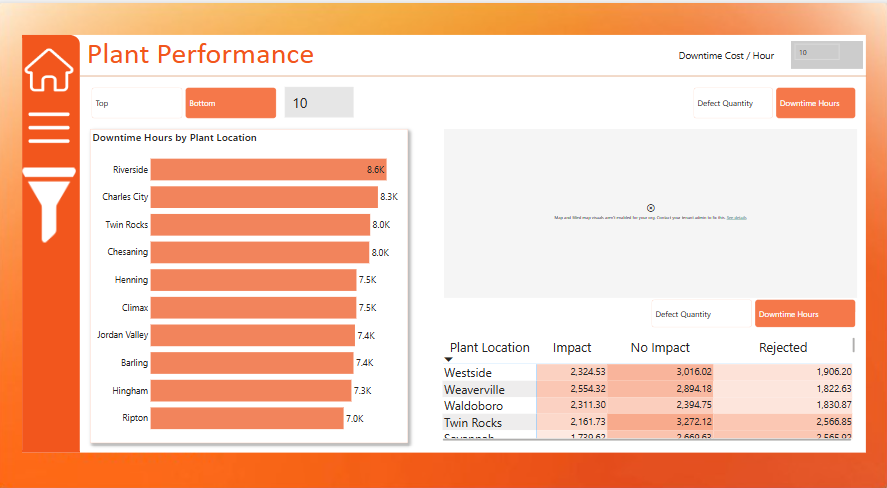 Plant Performance
Downtime Cost / Hour
10
Top
Bottom
10
Defect Quantity
Downtime Hours
Downtime Hours by Plant Location
Riverside 8.6K
Charles City 8.3K
Twin Rocks 8.0K
Chesaning 8.0K
Henning 7.5K
Climax 7.5K
Jordan Valley 7.4K
Barling 7.4K
Hingham 7.3K
Ripton 7.0K
Map and filled map visuals aren't enabled for your org. Contact your tenant admin to fix this. See details
Defect Quantity
Downtime Hours
Plant Location Impact No Impact Rejected
Westside 2,324.53 3,016.02 1,906.20
Weaverville 2,554.32 2,894.18 1,822.63
Waldoboro 2,311.30 2,394.75 1,830.87
Twin Rocks 2,161.73 3,272.12 2,566.85
Savannah 1,739.62 2,669.63 2,565.92